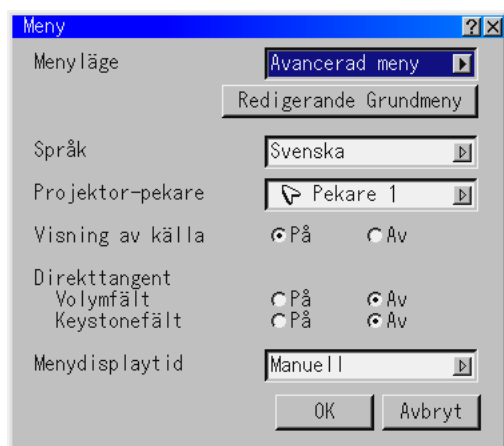 Meny
Menyläge Avancerad meny
Redigerande Grundmeny
Språk Svenska
Projektor-pekare Pekare 1
Visning av källa På Av
Direkttangent
Volymfält På Av
Keystonefält På Av
Menydisplaytid Manuell
OK Avbryt